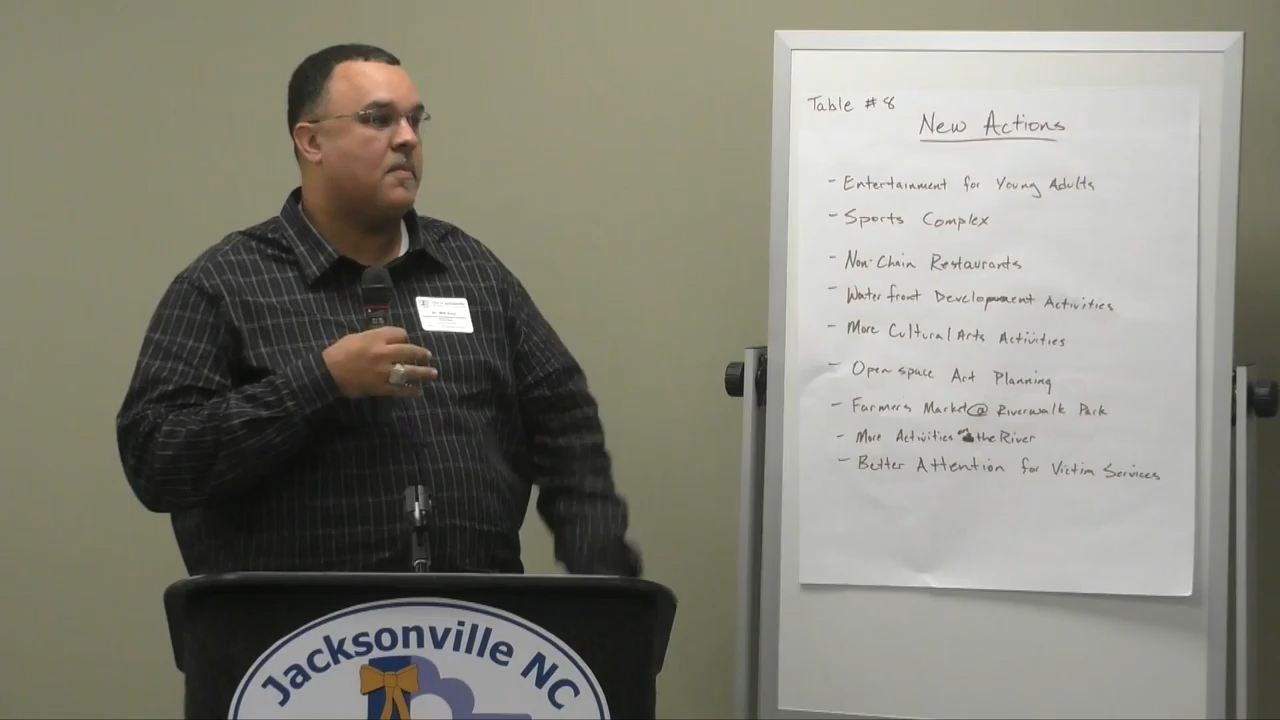 Table #8
New Actions
- Entertainment for Young Adults
- Sports Complex
- Non-Chain Restaurants
- Waterfront Development Activities
- More Cultural Arts Activities
- Open space Art Planning
- Farmers Market @ Riverwalk Park
- More Activities on the River
- Better Attention for Victim Services
Jacksonville NC